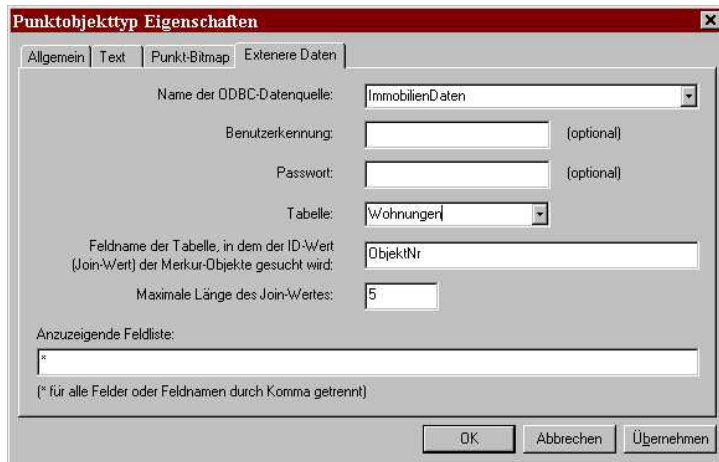 Punktobjekttyp Eigenschaften
Allgemein Text Punkt-Bitmap Extenere Daten
Name der ODBC-Datenquelle: ImmobilienDaten
Benutzerkennung: (optional)
Passwort: (optional)
Tabelle: Wohnungen
Feldname der Tabelle, in dem der ID-Wert
(Join-Wert) der Merkur-Objekte gesucht wird: ObjektNr
Maximale Länge des Join-Wertes: 5
Anzuzeigende Feldliste:
*
(* für alle Felder oder Feldnamen durch Komma getrennt)
OK Abbrechen Übernehmen